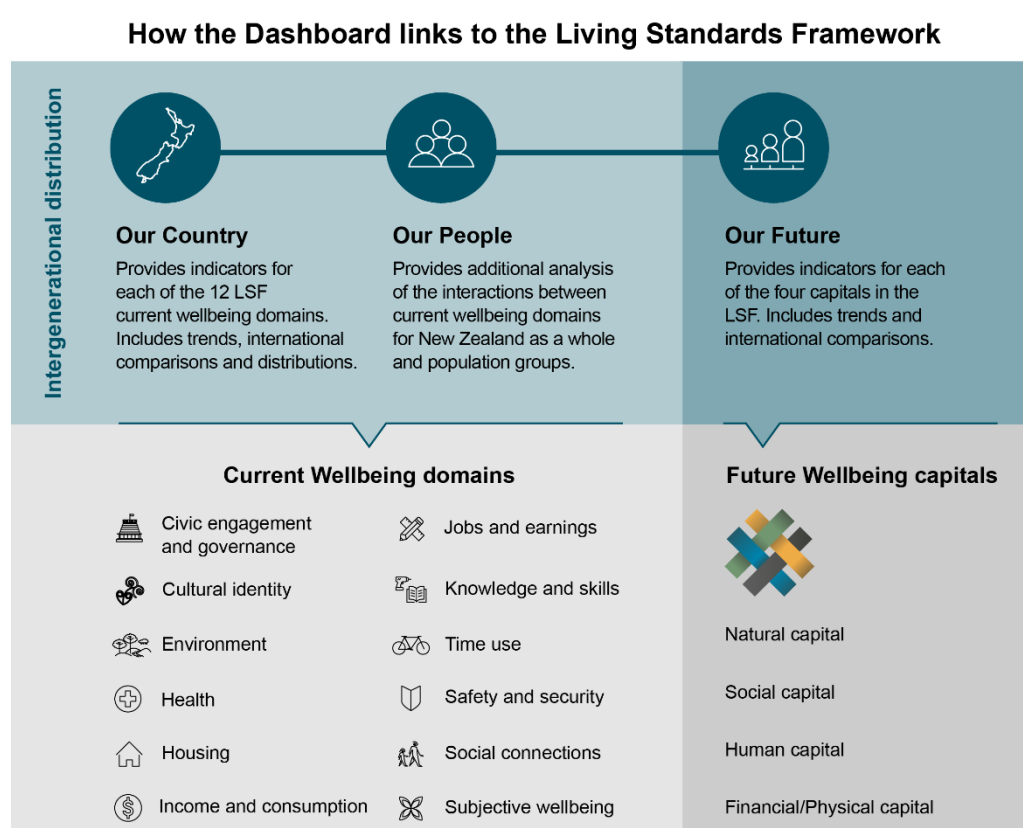 How the Dashboard links to the Living Standards Framework
Intergenerational distribution
Our Country
Provides indicators for
each of the 12 LSF
current wellbeing domains.
Includes trends, international
comparisons and distributions.
Our People
Provides additional analysis
of the interactions between
current wellbeing domains
for New Zealand as a whole
and population groups.
Our Future
Provides indicators for each
of the four capitals in the
LSF. Includes trends and
international comparisons.
Current Wellbeing domains
Civic engagement
and governance
Cultural identity
Environment
Health
Housing
Income and consumption
Jobs and earnings
Knowledge and skills
Time use
Safety and security
Social connections
Subjective wellbeing
Future Wellbeing capitals
Natural capital
Social capital
Human capital
Financial/Physical capital